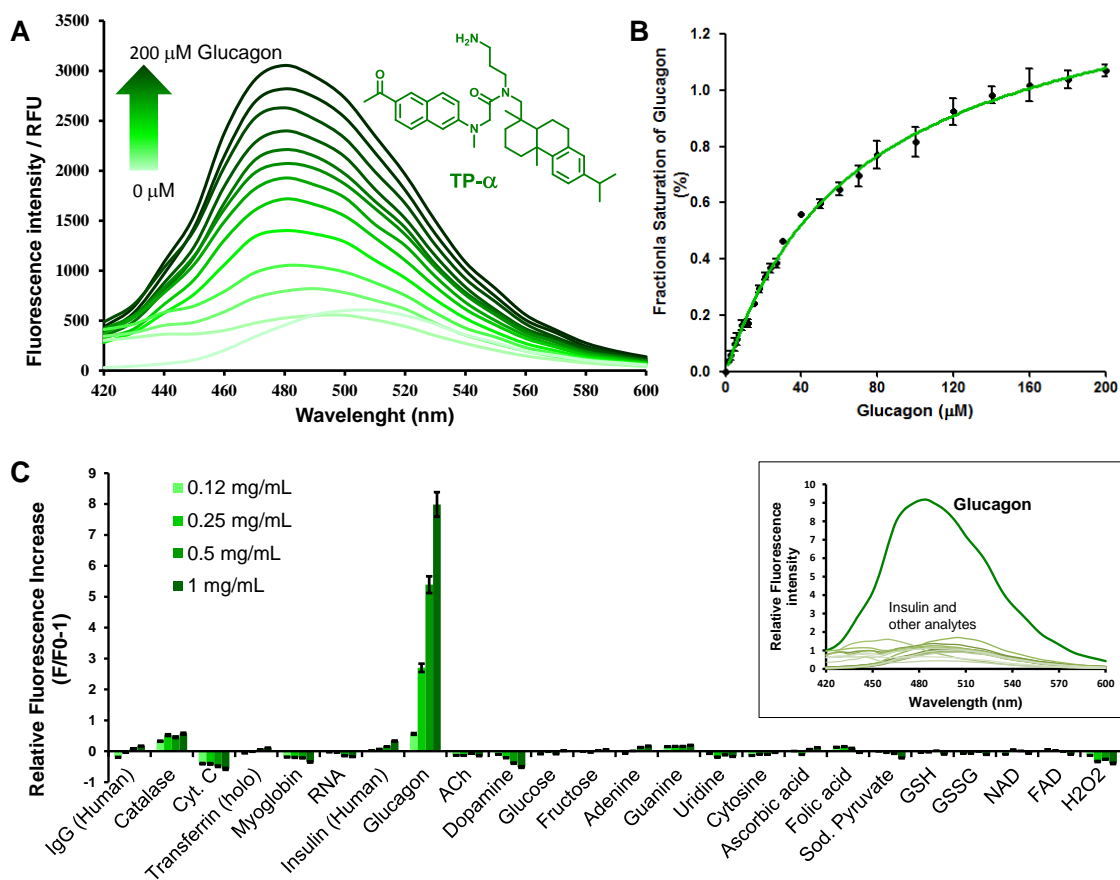 A
Fluorescence intensity / RFU
3500
3000
2500
2000
1500
1000
500
0
200 μM Glucagon
0 μM
H₂N
O
N
O
N
TP-α
420 440 460 480 500 520 540 560 580 600
Wavelenght (nm)
B
Fractionla Saturation of Glucagon
(%)
1.2
1.0
0.8
0.6
0.4
0.2
0.0
0 40 80 120 160 200
Glucagon (μM)
C
Relative Fluorescence Increase
(F/F0-1)
9
8
7
6
5
4
3
2
1
0
-1
0.12 mg/mL
0.25 mg/mL
0.5 mg/mL
1 mg/mL
IgG (Human)
Catalase
Cyt. C
Transferrin (holo)
Myoglobin
RNA
Insulin (Human)
Glucagon
ACh
Dopamine
Glucose
Fructose
Adenine
Guanine
Uridine
Cytosine
Ascorbic acid
Folic acid
Sod. Pyruvate
GSH
GSSG
NAD
FAD
H2O2
Relative Fluorescence
intensity
10
9
8
7
6
5
4
3
2
1
0
Glucagon
Insulin and
other analytes
420 450 480 510 540 570 600
Wavelength (nm)